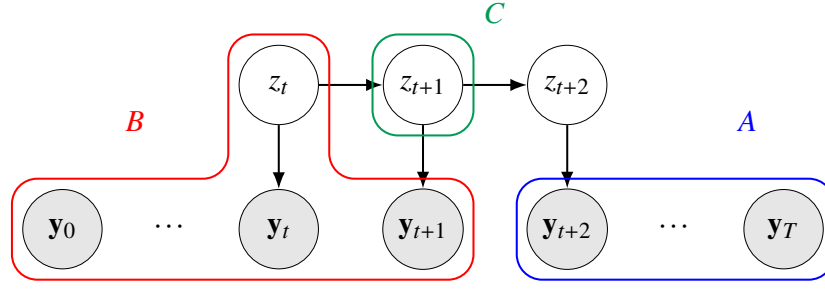 C
z_t z_{t+1} z_{t+2}
B A
y_0 ⋯ y_t y_{t+1} y_{t+2} ⋯ y_T